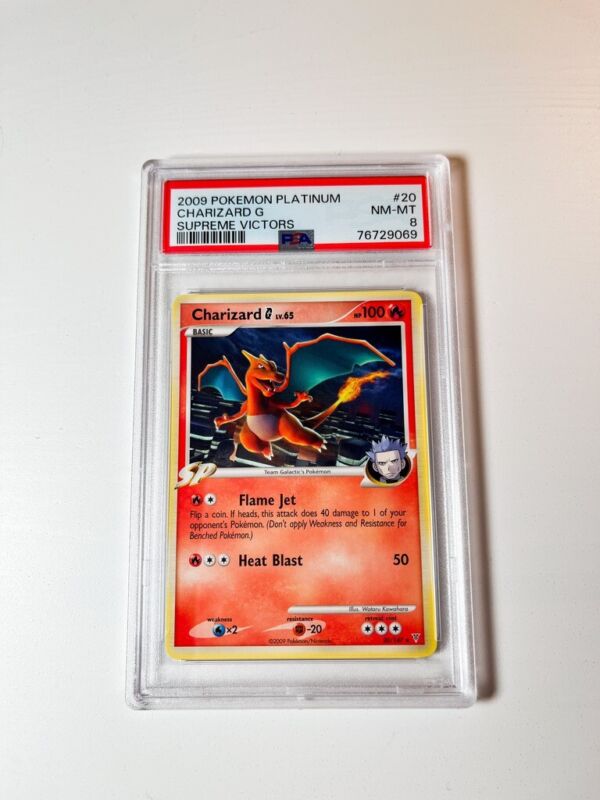 2009 POKEMON PLATINUM #20
CHARIZARD G NM-MT
SUPREME VICTORS 8
PSA 76729069
Charizard G LV.65 HP100
BASIC
SP
Team Galactic's Pokémon
Flame Jet
Flip a coin. If heads, this attack does 40 damage to 1 of your
opponent's Pokémon. (Don't apply Weakness and Resistance for
Benched Pokémon.)
Heat Blast 50
Illus. Wataru Kawahara
weakness resistance retreat cost
×2 -20
©2009 Pokémon/Nintendo